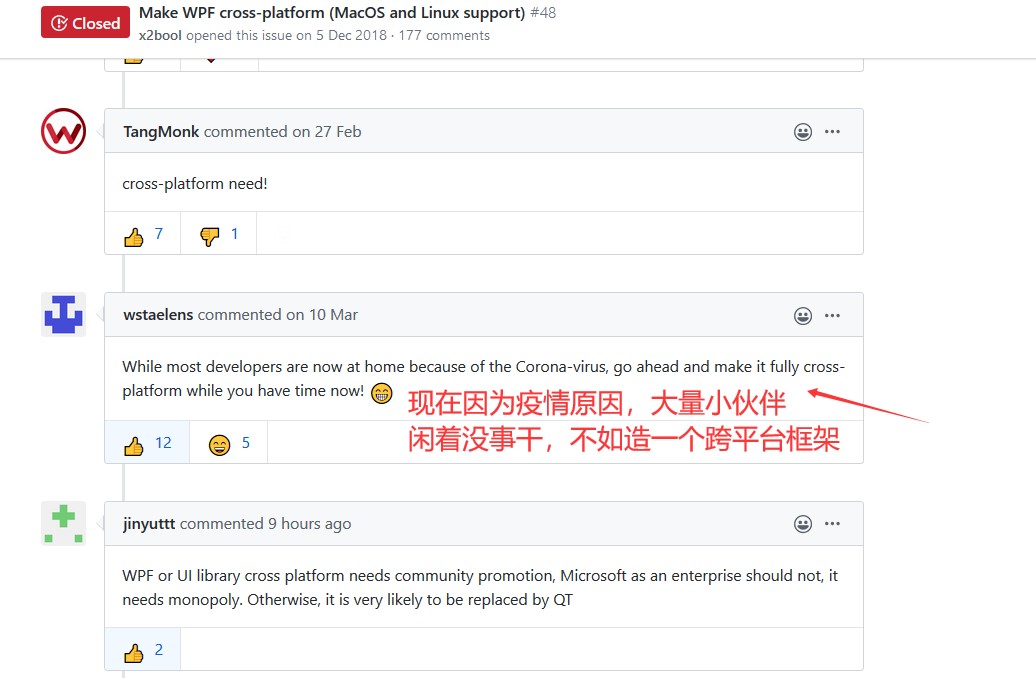 Closed
Make WPF cross-platform (MacOS and Linux support) #48
x2bool opened this issue on 5 Dec 2018 · 177 comments
TangMonk commented on 27 Feb
cross-platform need!
7
1
wstaelens commented on 10 Mar
While most developers are now at home because of the Corona-virus, go ahead and make it fully cross-
platform while you have time now!
现在因为疫情原因，大量小伙伴
闲着没事干，不如造一个跨平台框架
12
5
jinyuttt commented 9 hours ago
WPF or UI library cross platform needs community promotion, Microsoft as an enterprise should not, it
needs monopoly. Otherwise, it is very likely to be replaced by QT
2